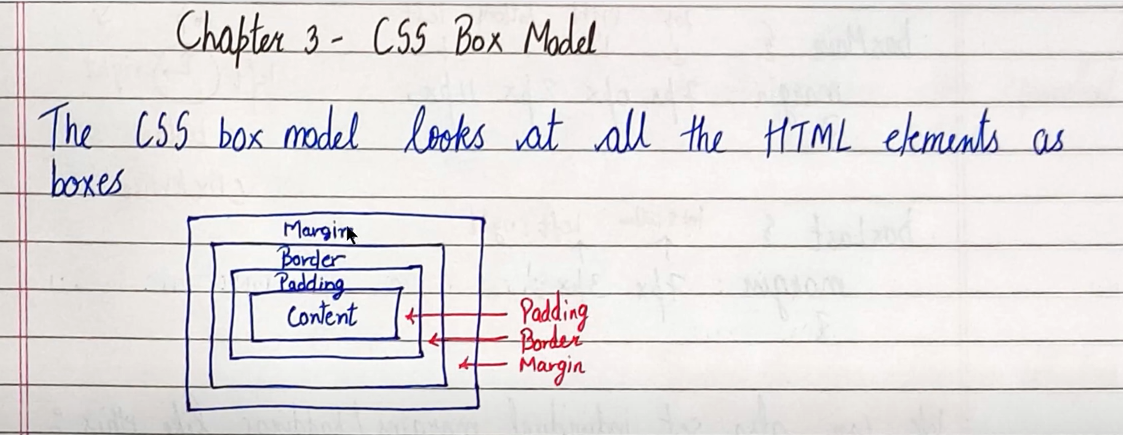 Chapter 3 - CSS Box Model
The CSS box model looks at all the HTML elements as
boxes
Margin
Border
Padding
Content
Padding
Border
Margin